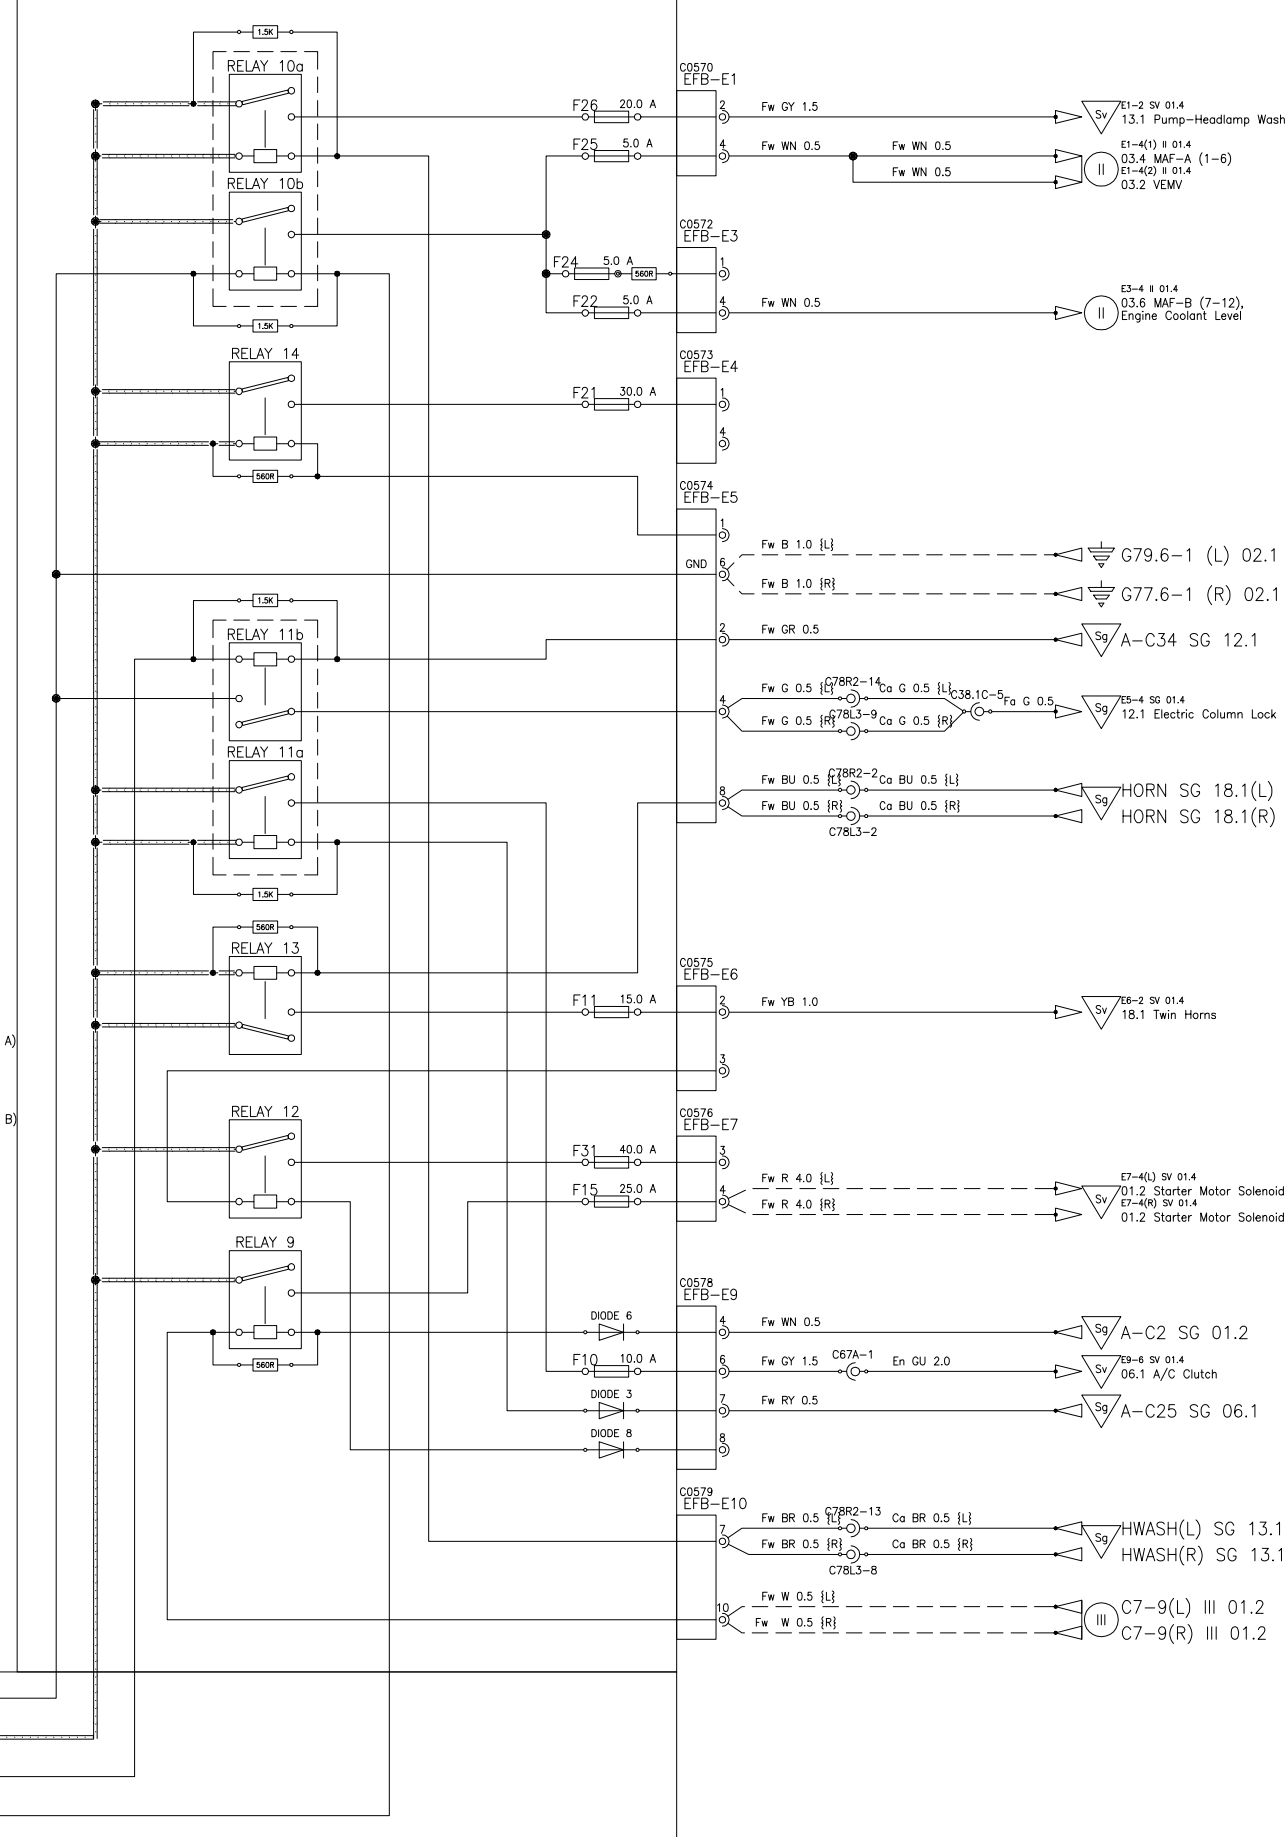 1.5K
RELAY 10a
C0570
EFB-E1
F26 20.0 A
2
Fw GY 1.5
Sv
E1-2 SV 01.4
13.1 Pump-Headlamp Wash
F25 5.0 A
4
Fw WN 0.5
Fw WN 0.5
Fw WN 0.5
II
E1-4(1) II 01.4
03.4 MAF-A (1-6)
E1-4(2) II 01.4
03.2 VEMV
RELAY 10b
C0572
EFB-E3
F24 5.0 A
560R
1
F22 5.0 A
4
Fw WN 0.5
II
E3-4 II 01.4
03.6 MAF-B (7-12),
Engine Coolant Level
1.5K
RELAY 14
C0573
EFB-E4
F21 30.0 A
1
4
560R
C0574
EFB-E5
1
GND
6
Fw B 1.0 {L}
G79.6-1 (L) 02.1
Fw B 1.0 {R}
G77.6-1 (R) 02.1
1.5K
RELAY 11b
2
Fw GR 0.5
Sg
A-C34 SG 12.1
4
Fw G 0.5 {L}
C78R2-14
Ca G 0.5 {L}
C38.1C-5
Fa G 0.5
Fw G 0.5 {R}
C78L3-9
Ca G 0.5 {R}
Sg
E5-4 SG 01.4
12.1 Electric Column Lock
RELAY 11a
8
Fw BU 0.5 {L}
C78R2-2
Ca BU 0.5 {L}
Sg
HORN SG 18.1(L)
Fw BU 0.5 {R}
C78L3-2
Ca BU 0.5 {R}
HORN SG 18.1(R)
1.5K
560R
RELAY 13
C0575
EFB-E6
F11 15.0 A
2
Fw YB 1.0
Sv
E6-2 SV 01.4
18.1 Twin Horns
A)
3
B)
RELAY 12
C0576
EFB-E7
F31 40.0 A
3
F15 25.0 A
4
Fw R 4.0 {L}
Fw R 4.0 {R}
Sv
E7-4(L) SV 01.4
01.2 Starter Motor Solenoid
E7-4(R) SV 01.4
01.2 Starter Motor Solenoid
RELAY 9
C0578
EFB-E9
DIODE 6
4
Fw WN 0.5
Sg
A-C2 SG 01.2
560R
F10 10.0 A
6
Fw GY 1.5
C67A-1
En GU 2.0
Sv
E9-6 SV 01.4
06.1 A/C Clutch
DIODE 3
7
Fw RY 0.5
Sg
A-C25 SG 06.1
DIODE 8
8
C0579
EFB-E10
7
Fw BR 0.5 {L}
C78R2-13
Ca BR 0.5 {L}
Sg
HWASH(L) SG 13.1
Fw BR 0.5 {R}
C78L3-8
Ca BR 0.5 {R}
HWASH(R) SG 13.1
10
Fw W 0.5 {L}
Fw W 0.5 {R}
III
C7-9(L) III 01.2
C7-9(R) III 01.2